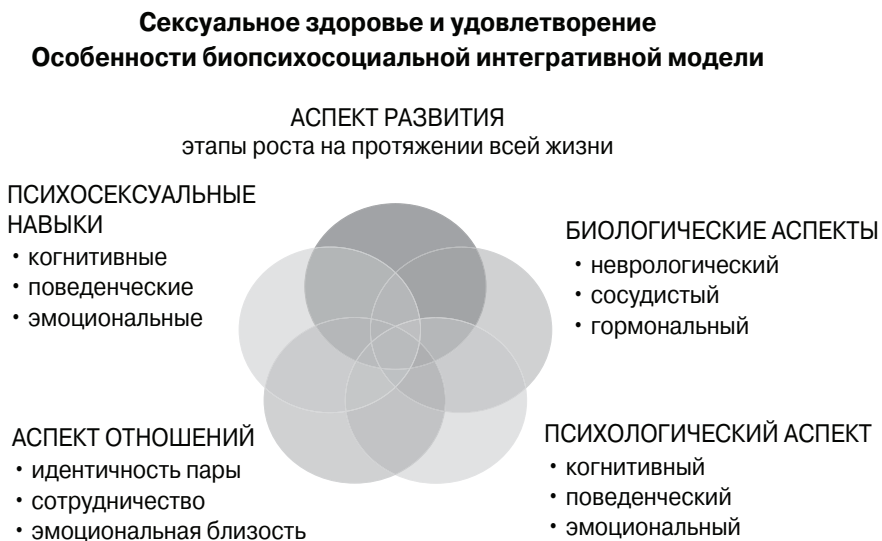 Сексуальное здоровье и удовлетворение
Особенности биопсихосоциальной интегративной модели
АСПЕКТ РАЗВИТИЯ
этапы роста на протяжении всей жизни
ПСИХОСЕКСУАЛЬНЫЕ
НАВЫКИ
• когнитивные
• поведенческие
• эмоциональные
БИОЛОГИЧЕСКИЕ АСПЕКТЫ
• неврологический
• сосудистый
• гормональный
АСПЕКТ ОТНОШЕНИЙ
• идентичность пары
• сотрудничество
• эмоциональная близость
ПСИХОЛОГИЧЕСКИЙ АСПЕКТ
• когнитивный
• поведенческий
• эмоциональный